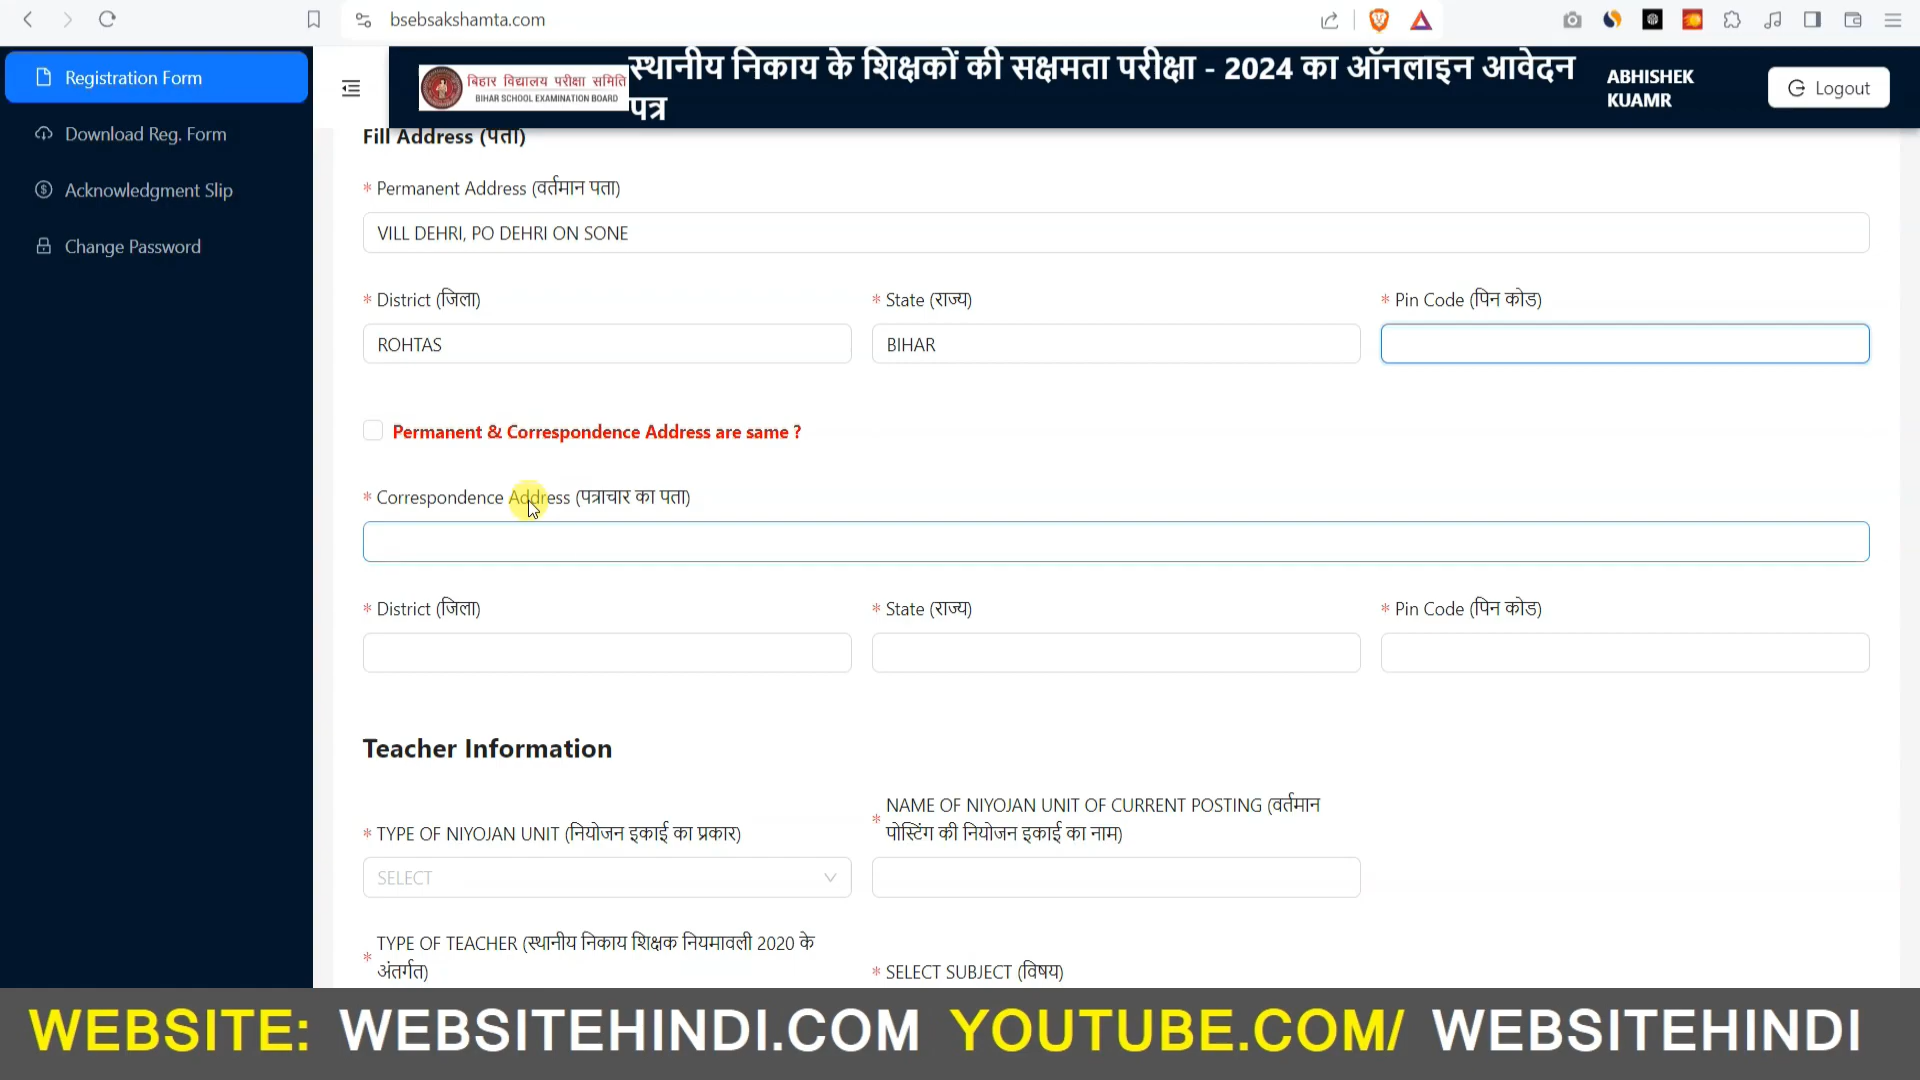 bsebsakshamta.com
Registration Form
Download Reg. Form
Acknowledgment Slip
Change Password
बिहार विद्यालय परीक्षा समिति
BIHAR SCHOOL EXAMINATION BOARD
स्थानीय निकाय के शिक्षकों की सक्षमता परीक्षा - 2024 का ऑनलाइन आवेदन
पत्र
ABHISHEK
KUAMR
Logout
Fill Address (पता)
* Permanent Address (वर्तमान पता)
VILL DEHRI, PO DEHRI ON SONE
* District (जिला) * State (राज्य) * Pin Code (पिन कोड)
ROHTAS BIHAR
Permanent & Correspondence Address are same ?
* Correspondence Address (पत्राचार का पता)
* District (जिला) * State (राज्य) * Pin Code (पिन कोड)
Teacher Information
* TYPE OF NIYOJAN UNIT (नियोजन इकाई का प्रकार)
SELECT
* NAME OF NIYOJAN UNIT OF CURRENT POSTING (वर्तमान
पोस्टिंग की नियोजन इकाई का नाम)
* TYPE OF TEACHER (स्थानीय निकाय शिक्षक नियमावली 2020 के
अंतर्गत)
* SELECT SUBJECT (विषय)
WEBSITE: WEBSITEHINDI.COM YOUTUBE.COM/ WEBSITEHINDI